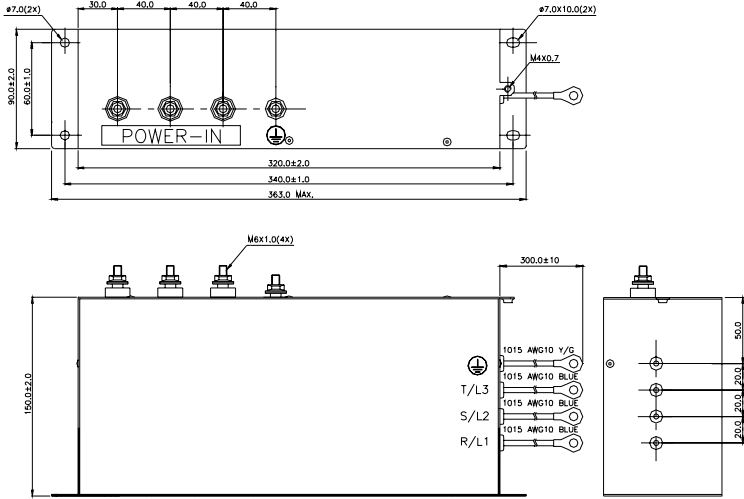 ø7.0(2X)
30.0
40.0
40.0
40.0
ø7.0X10.0(2X)
M4X0.7
90.0±2.0
60.0±1.0
POWER-IN
320.0±2.0
340.0±1.0
363.0 MAX.
M6X1.0(4X)
300.0±10
150.0±2.0
1015 AWG10 Y/G
T/L3
1015 AWG10 BLUE
S/L2
1015 AWG10 BLUE
R/L1
1015 AWG10 BLUE
50.0
20.0
20.0
20.0